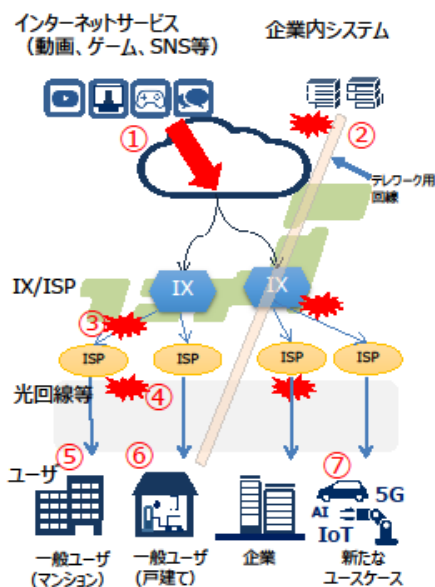 インターネットサービス
（動画、ゲーム、SNS等）
企業内システム
①
②
テレワーク用
回線
IX/ISP
IX
IX
③
ISP
ISP
ISP
ISP
④
光回線等
⑤
⑥
⑦
ユーザ
5G
AI
IoT
一般ユーザ
（マンション）
一般ユーザ
（戸建て）
企業
新たな
ユースケース